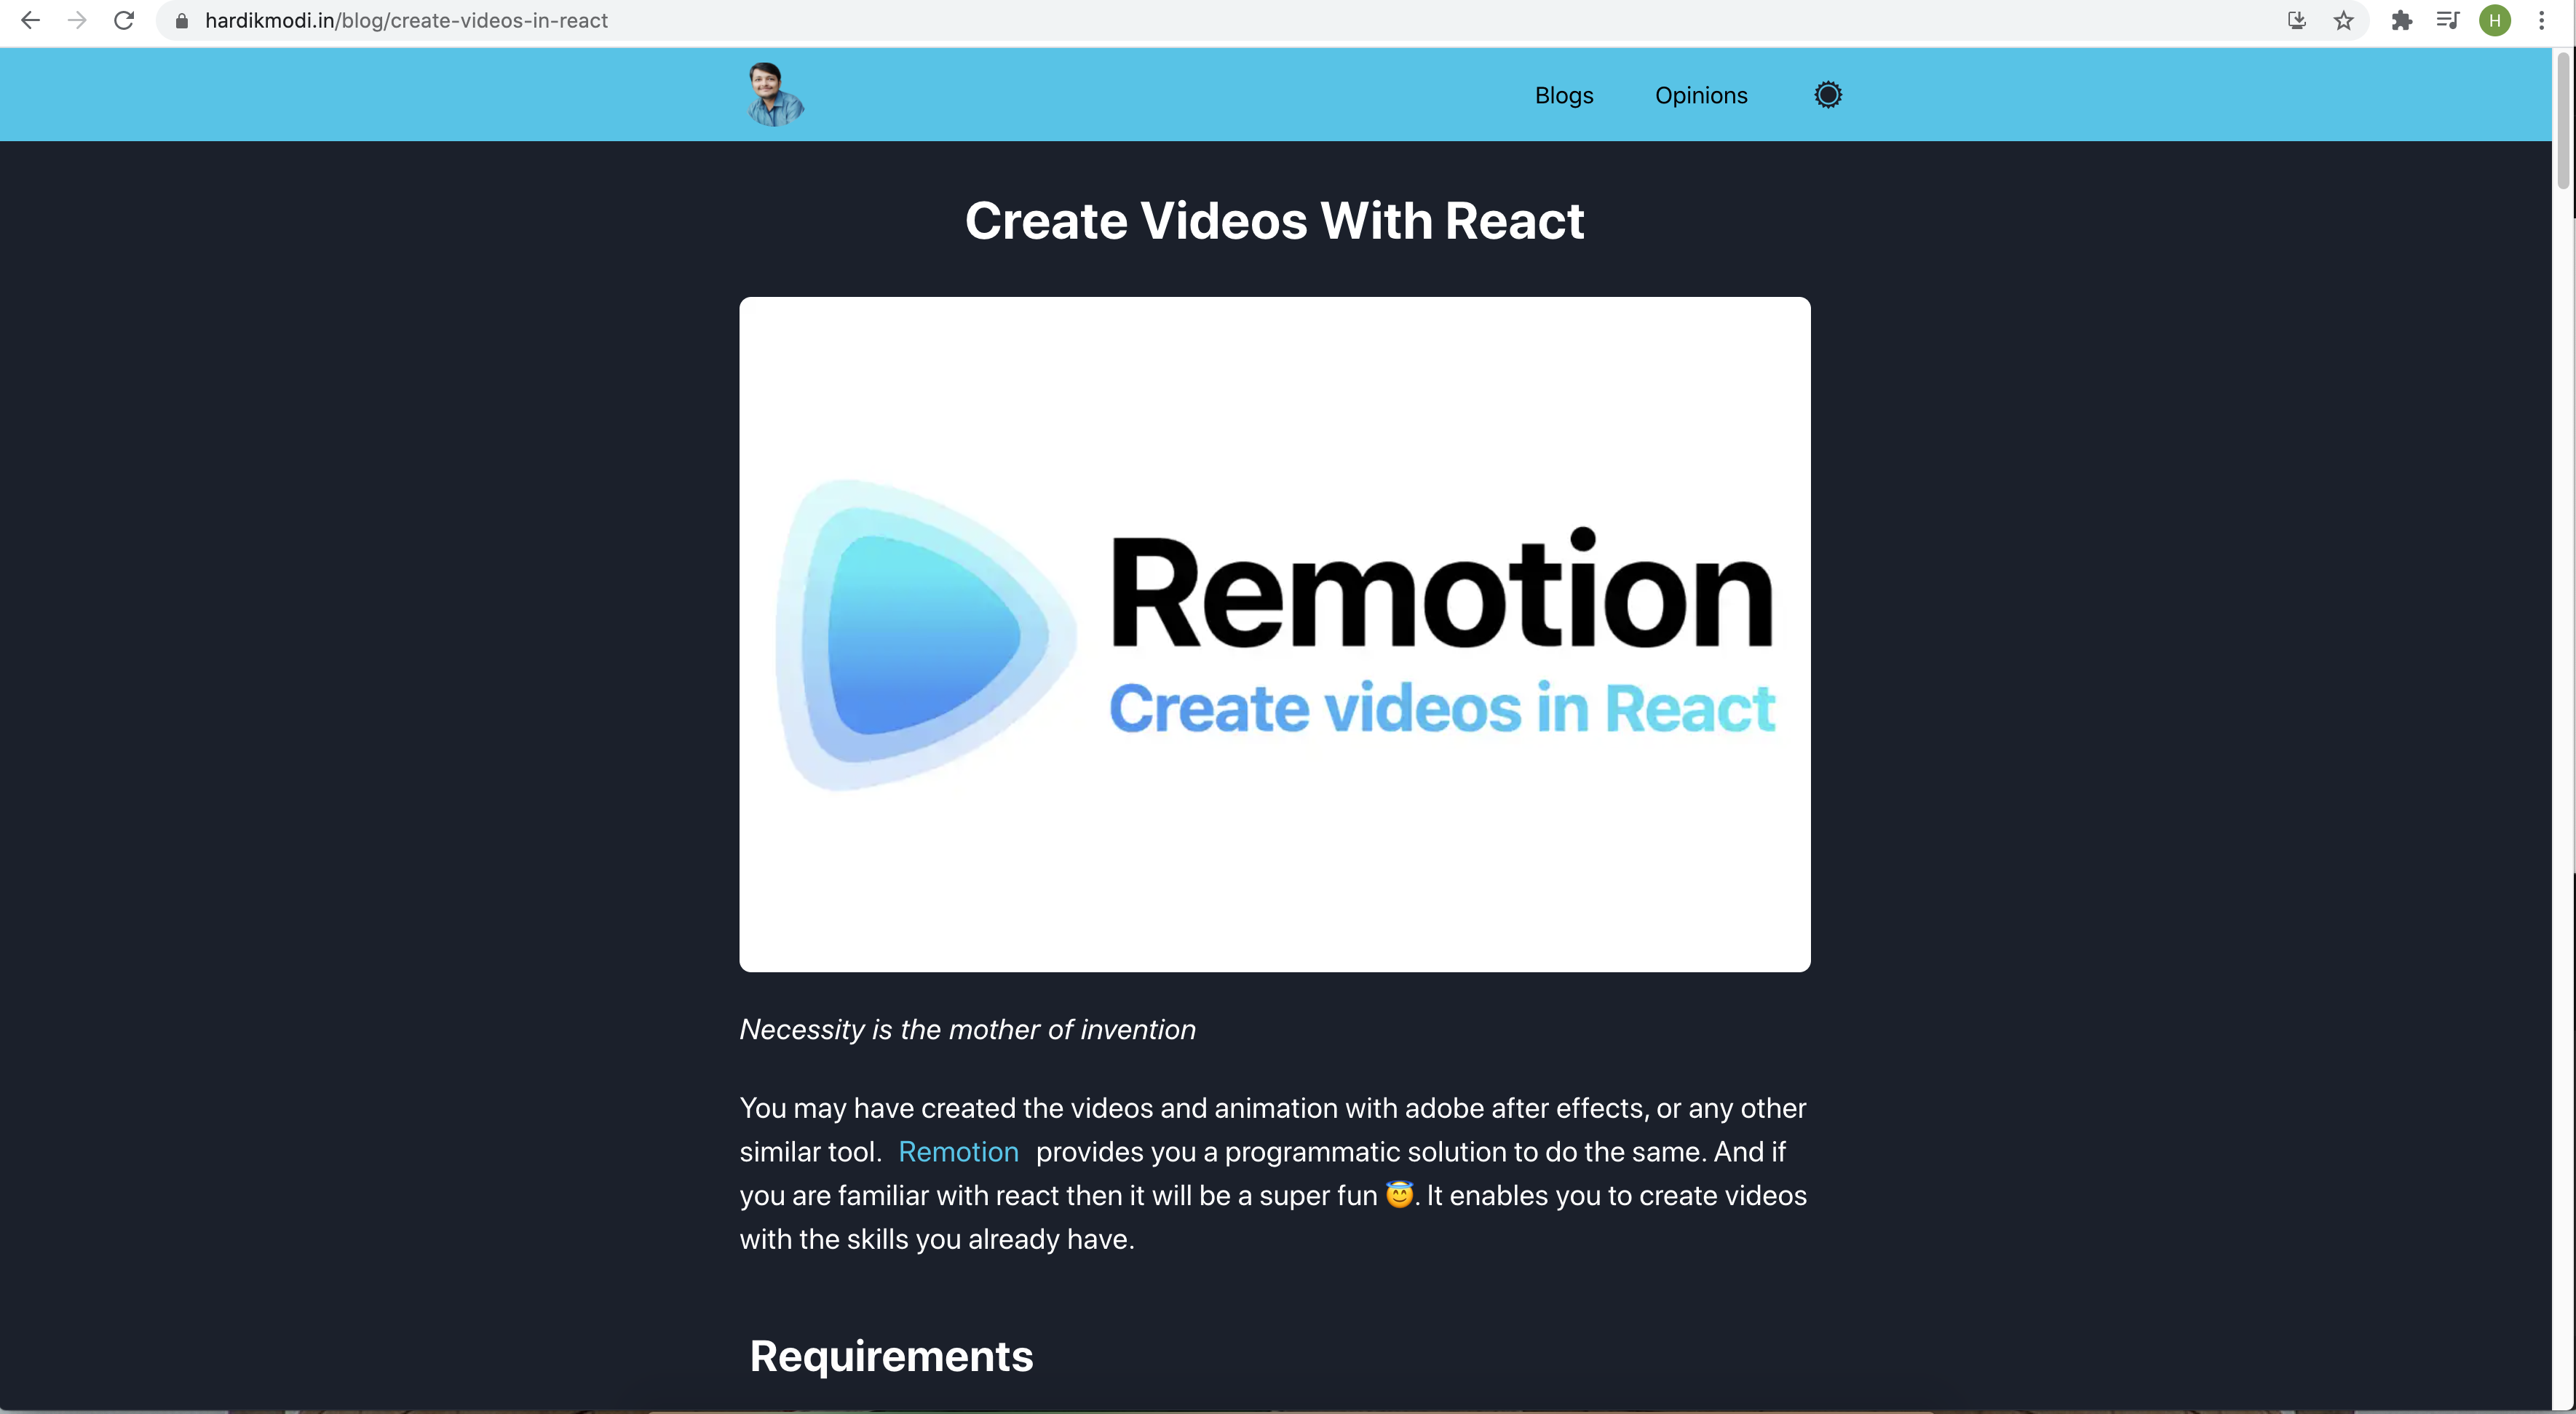 hardikmodi.in/blog/create-videos-in-react
H
Blogs
Opinions
Create Videos With React
Remotion
Create videos in React
Necessity is the mother of invention
You may have created the videos and animation with adobe after effects, or any other
similar tool. Remotion provides you a programmatic solution to do the same. And if
you are familiar with react then it will be a super fun 😇. It enables you to create videos
with the skills you already have.
Requirements